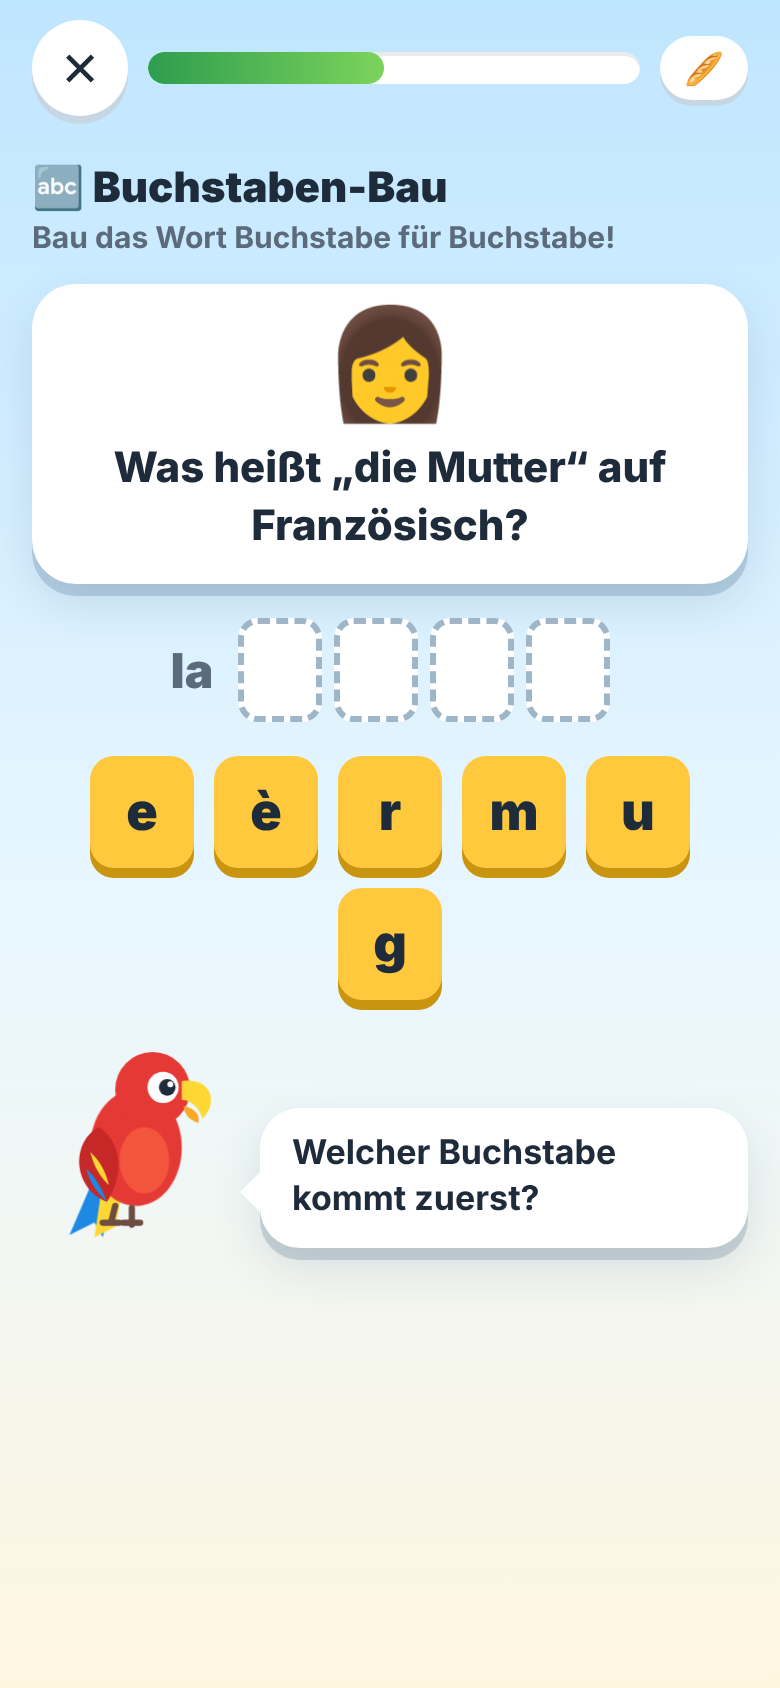 abc Buchstaben-Bau
Bau das Wort Buchstabe für Buchstabe!
Was heißt „die Mutter“ auf
Französisch?
la
e è r m u
g
Welcher Buchstabe
kommt zuerst?